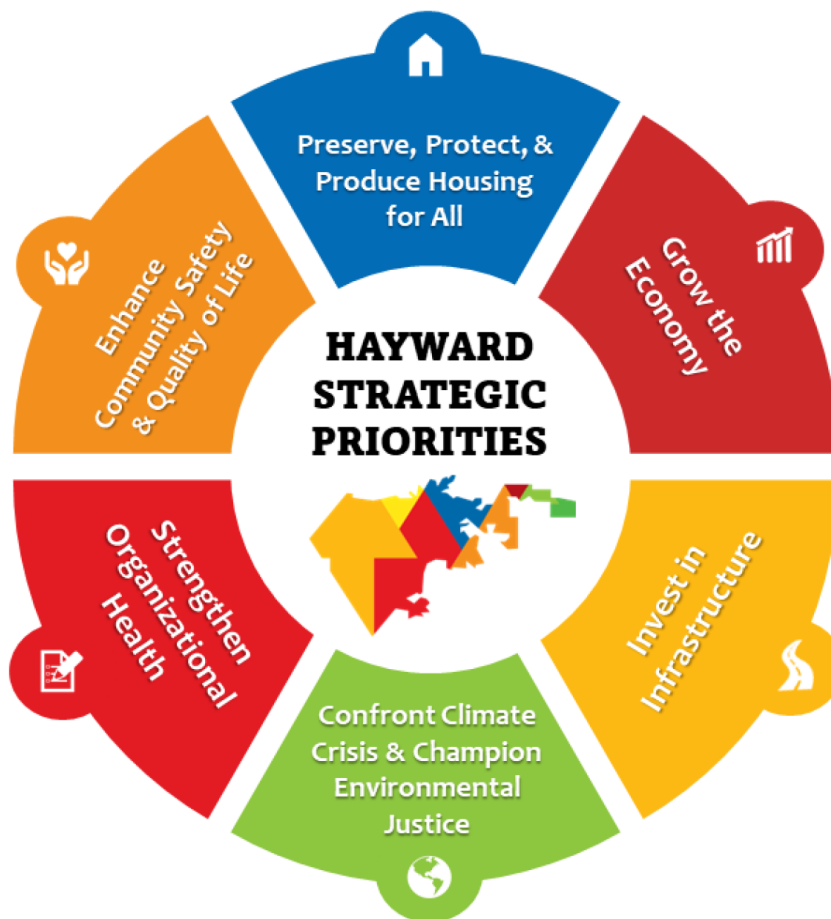 Preserve, Protect, &
Produce Housing
for All
Grow the
Economy
Invest in
Infrastructure
Confront Climate
Crisis & Champion
Environmental
Justice
Strengthen
Organizational
Health
Enhance
Community Safety
& Quality of Life
HAYWARD
STRATEGIC
PRIORITIES